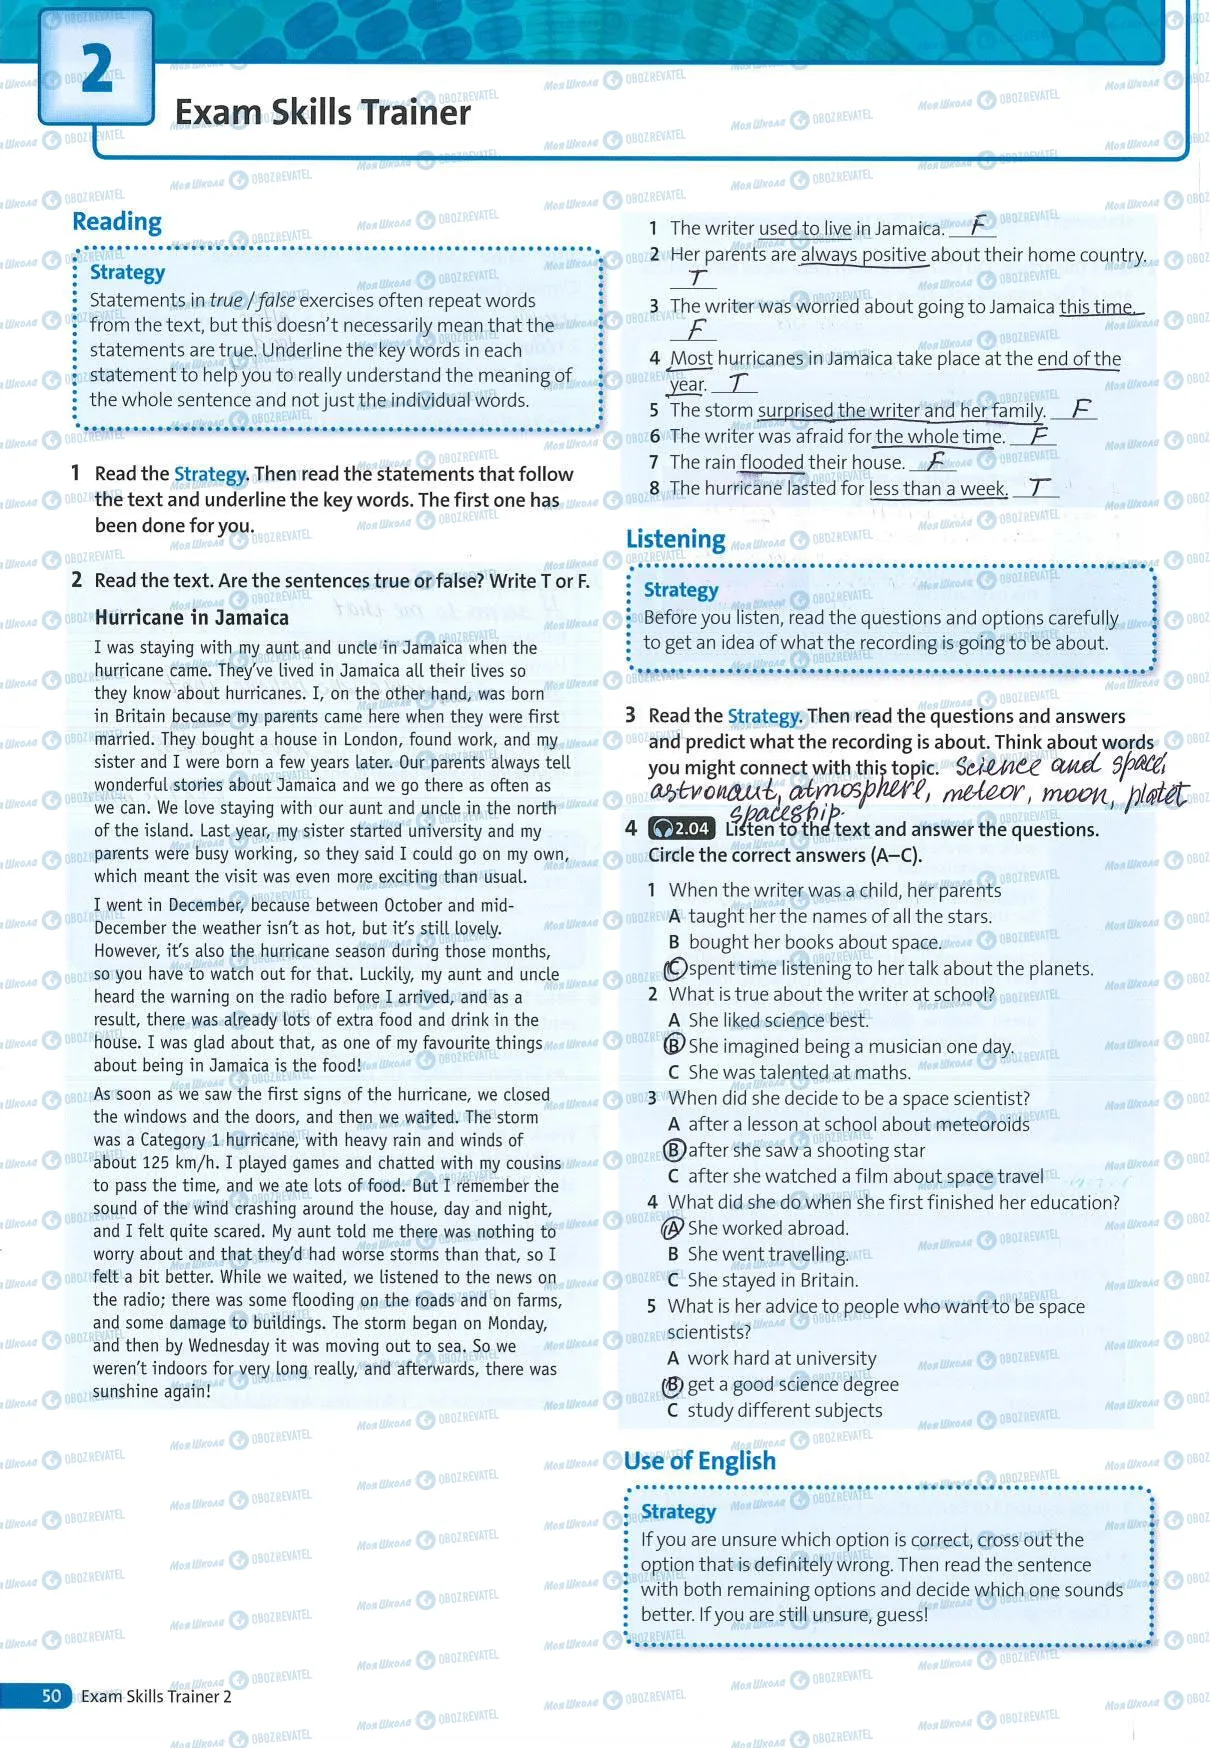 2
Exam Skills Trainer
Reading
Strategy
Statements in true / false exercises often repeat words
from the text, but this doesn't necessarily mean that the
statements are true. Underline the key words in each
statement to help you to really understand the meaning of
the whole sentence and not just the individual words.
1 Read the Strategy. Then read the statements that follow
the text and underline the key words. The first one has
been done for you.
2 Read the text. Are the sentences true or false? Write T or F.
Hurricane in Jamaica
I was staying with my aunt and uncle in Jamaica when the
hurricane came. They've lived in Jamaica all their lives so
they know about hurricanes. I, on the other hand, was born
in Britain because my parents came here when they were first
married. They bought a house in London, found work, and my
sister and I were born a few years later. Our parents always tell
wonderful stories about Jamaica and we go there as often as
we can. We love staying with our aunt and uncle in the north
of the island. Last year, my sister started university and my
parents were busy working, so they said I could go on my own,
which meant the visit was even more exciting than usual.
I went in December, because between October and mid-
December the weather isn't as hot, but it's still lovely.
However, it's also the hurricane season during those months,
so you have to watch out for that. Luckily, my aunt and uncle
heard the warning on the radio before I arrived, and as a
result, there was already lots of extra food and drink in the
house. I was glad about that, as one of my favourite things
about being in Jamaica is the food!
As soon as we saw the first signs of the hurricane, we closed
the windows and the doors, and then we waited. The storm
was a Category 1 hurricane, with heavy rain and winds of
about 125 km/h. I played games and chatted with my cousins
to pass the time, and we ate lots of food. But I remember the
sound of the wind crashing around the house, day and night,
and I felt quite scared. My aunt told me there was nothing to
worry about and that they'd had worse storms than that, so I
felt a bit better. While we waited, we listened to the news on
the radio; there was some flooding on the roads and on farms,
and some damage to buildings. The storm began on Monday,
and then by Wednesday it was moving out to sea. So we
weren't indoors for very long really, and afterwards, there was
sunshine again!
1 The writer used to live in Jamaica. F
2 Her parents are always positive about their home country.
T
3 The writer was worried about going to Jamaica this time.
F
4 Most hurricanes in Jamaica take place at the end of the
year. T
5 The storm surprised the writer and her family. F
6 The writer was afraid for the whole time. F
7 The rain flooded their house. F
8 The hurricane lasted for less than a week. T
Listening
Strategy
Before you listen, read the questions and options carefully
to get an idea of what the recording is going to be about.
3 Read the Strategy. Then read the questions and answers
and predict what the recording is about. Think about words
you might connect with this topic. Science and space,
astronaut, atmosphere, meteor, moon, platet
spaceship.
4 2.04 Listen to the text and answer the questions.
Circle the correct answers (A–C).
1 When the writer was a child, her parents
A taught her the names of all the stars.
B bought her books about space.
C spent time listening to her talk about the planets.
2 What is true about the writer at school?
A She liked science best.
B She imagined being a musician one day.
C She was talented at maths.
3 When did she decide to be a space scientist?
A after a lesson at school about meteoroids
B after she saw a shooting star
C after she watched a film about space travel
4 What did she do when she first finished her education?
A She worked abroad.
B She went travelling.
C She stayed in Britain.
5 What is her advice to people who want to be space
scientists?
A work hard at university
B get a good science degree
C study different subjects
Use of English
Strategy
If you are unsure which option is correct, cross out the
option that is definitely wrong. Then read the sentence
with both remaining options and decide which one sounds
better. If you are still unsure, guess!
50 Exam Skills Trainer 2
Моя Школа OBOZREVATEL